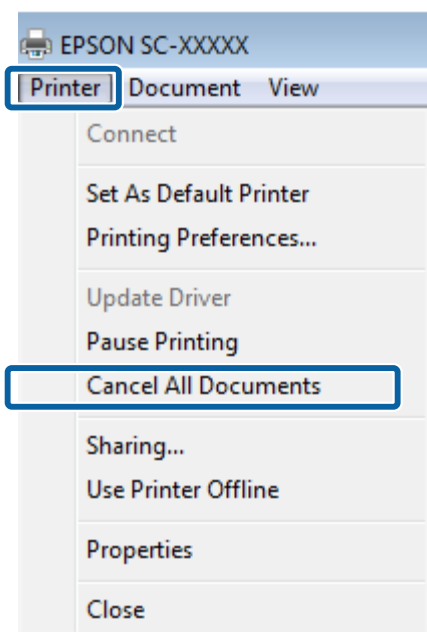 EPSON SC-XXXXX
Printer Document View
Connect
Set As Default Printer
Printing Preferences...
Update Driver
Pause Printing
Cancel All Documents
Sharing...
Use Printer Offline
Properties
Close